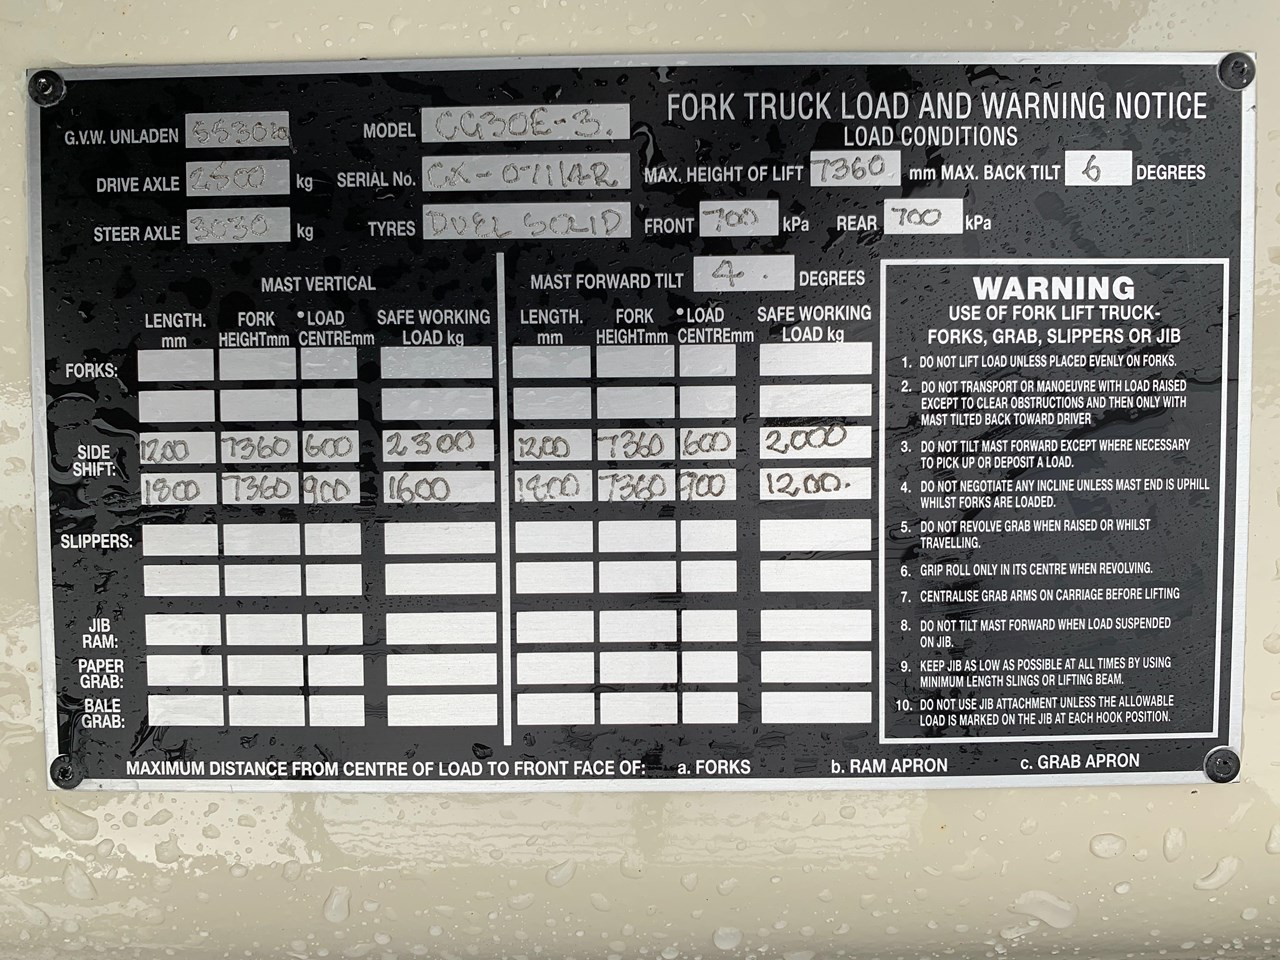 FORK TRUCK LOAD AND WARNING NOTICE
LOAD CONDITIONS
G.V.W. UNLADEN 5530kg MODEL CG30E-3.
DRIVE AXLE 2500 kg SERIAL No. CX-0711AR MAX. HEIGHT OF LIFT 7360 mm MAX. BACK TILT 6 DEGREES
STEER AXLE 3030 kg TYRES DUEL SOLID FRONT 700 kPa REAR 700 kPa
MAST VERTICAL MAST FORWARD TILT 4. DEGREES
LENGTH. mm FORK HEIGHTmm •LOAD CENTREmm SAFE WORKING LOAD kg LENGTH. mm FORK HEIGHTmm •LOAD CENTREmm SAFE WORKING LOAD kg
FORKS:
SIDE SHIFT: 1200 7360 600 2300 1200 7360 600 2,000
1800 7360 900 1600 1800 7360 900 1200.
SLIPPERS:
JIB RAM:
PAPER GRAB:
BALE GRAB:
WARNING
USE OF FORK LIFT TRUCK-
FORKS, GRAB, SLIPPERS OR JIB
1. DO NOT LIFT LOAD UNLESS PLACED EVENLY ON FORKS.
2. DO NOT TRANSPORT OR MANOEUVRE WITH LOAD RAISED
EXCEPT TO CLEAR OBSTRUCTIONS AND THEN ONLY WITH
MAST TILTED BACK TOWARD DRIVER
3. DO NOT TILT MAST FORWARD EXCEPT WHERE NECESSARY
TO PICK UP OR DEPOSIT A LOAD.
4. DO NOT NEGOTIATE ANY INCLINE UNLESS MAST END IS UPHILL
WHILST FORKS ARE LOADED.
5. DO NOT REVOLVE GRAB WHEN RAISED OR WHILST
TRAVELLING.
6. GRIP ROLL ONLY IN ITS CENTRE WHEN REVOLVING.
7. CENTRALISE GRAB ARMS ON CARRIAGE BEFORE LIFTING
8. DO NOT TILT MAST FORWARD WHEN LOAD SUSPENDED
ON JIB.
9. KEEP JIB AS LOW AS POSSIBLE AT ALL TIMES BY USING
MINIMUM LENGTH SLINGS OR LIFTING BEAM.
10. DO NOT USE JIB ATTACHMENT UNLESS THE ALLOWABLE
LOAD IS MARKED ON THE JIB AT EACH HOOK POSITION.
MAXIMUM DISTANCE FROM CENTRE OF LOAD TO FRONT FACE OF: a. FORKS b. RAM APRON c. GRAB APRON